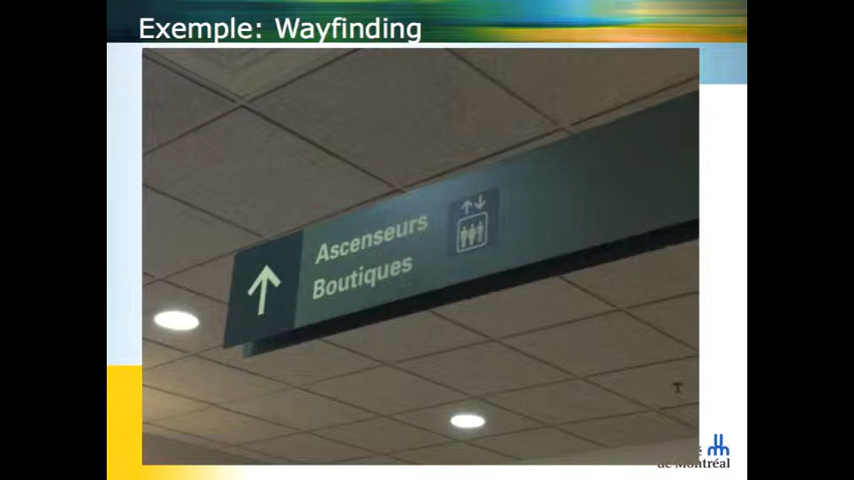 Exemple: Wayfinding
Ascenseurs
Boutiques
de Montréal